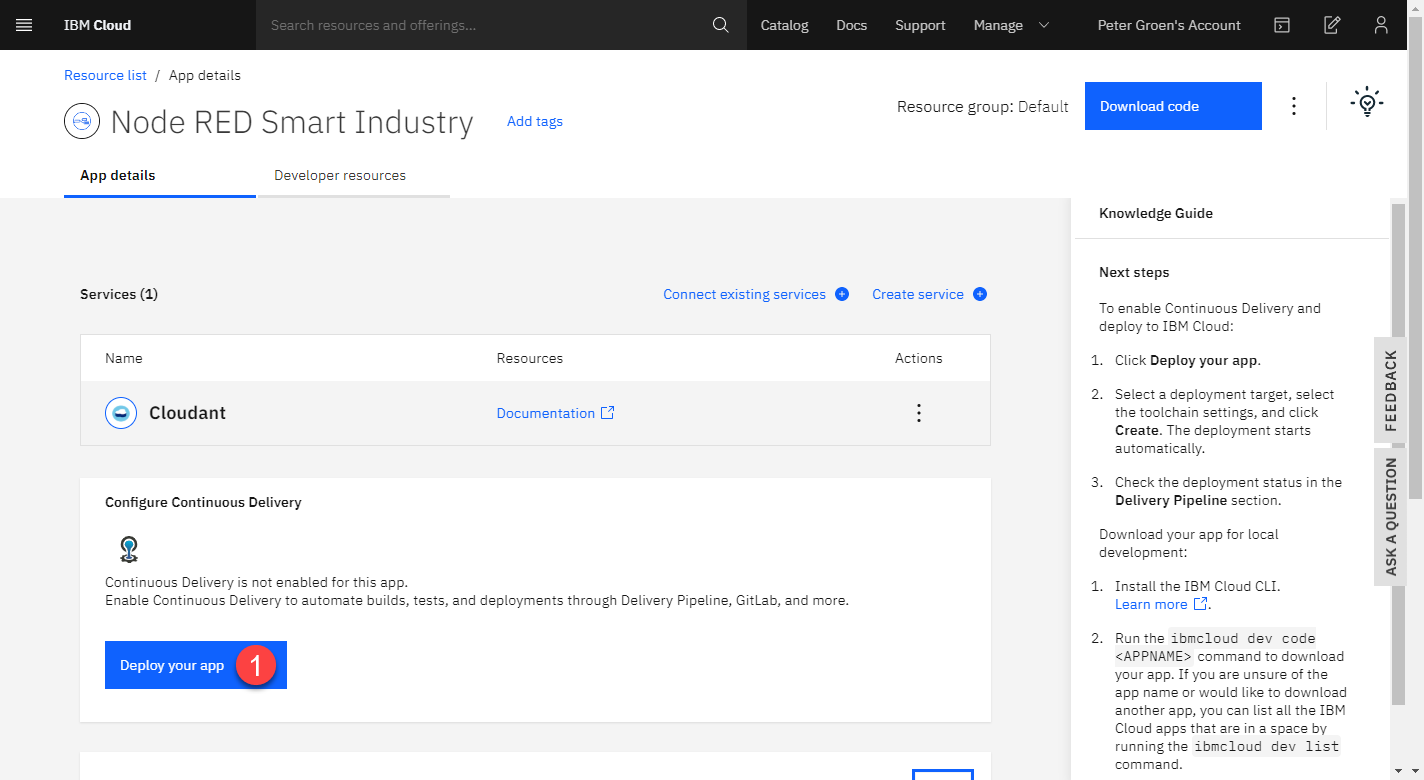 IBM Cloud
Search resources and offerings...
Catalog
Docs
Support
Manage
Peter Groen's Account
Resource list / App details
Node RED Smart Industry
Add tags
Resource group: Default
Download code
App details
Developer resources
Services (1)
Connect existing services
Create service
Name
Resources
Actions
Cloudant
Documentation
Configure Continuous Delivery
Continuous Delivery is not enabled for this app.
Enable Continuous Delivery to automate builds, tests, and deployments through Delivery Pipeline, GitLab, and more.
Deploy your app
1
Knowledge Guide
Next steps
To enable Continuous Delivery and
deploy to IBM Cloud:
1. Click Deploy your app.
2. Select a deployment target, select
the toolchain settings, and click
Create. The deployment starts
automatically.
3. Check the deployment status in the
Delivery Pipeline section.
Download your app for local
development:
1. Install the IBM Cloud CLI.
Learn more .
2. Run the ibmcloud dev code
<APPNAME> command to download
your app. If you are unsure of the
app name or would like to download
another app, you can list all the IBM
Cloud apps that are in a space by
running the ibmcloud dev list
command.
FEEDBACK
ASK A QUESTION